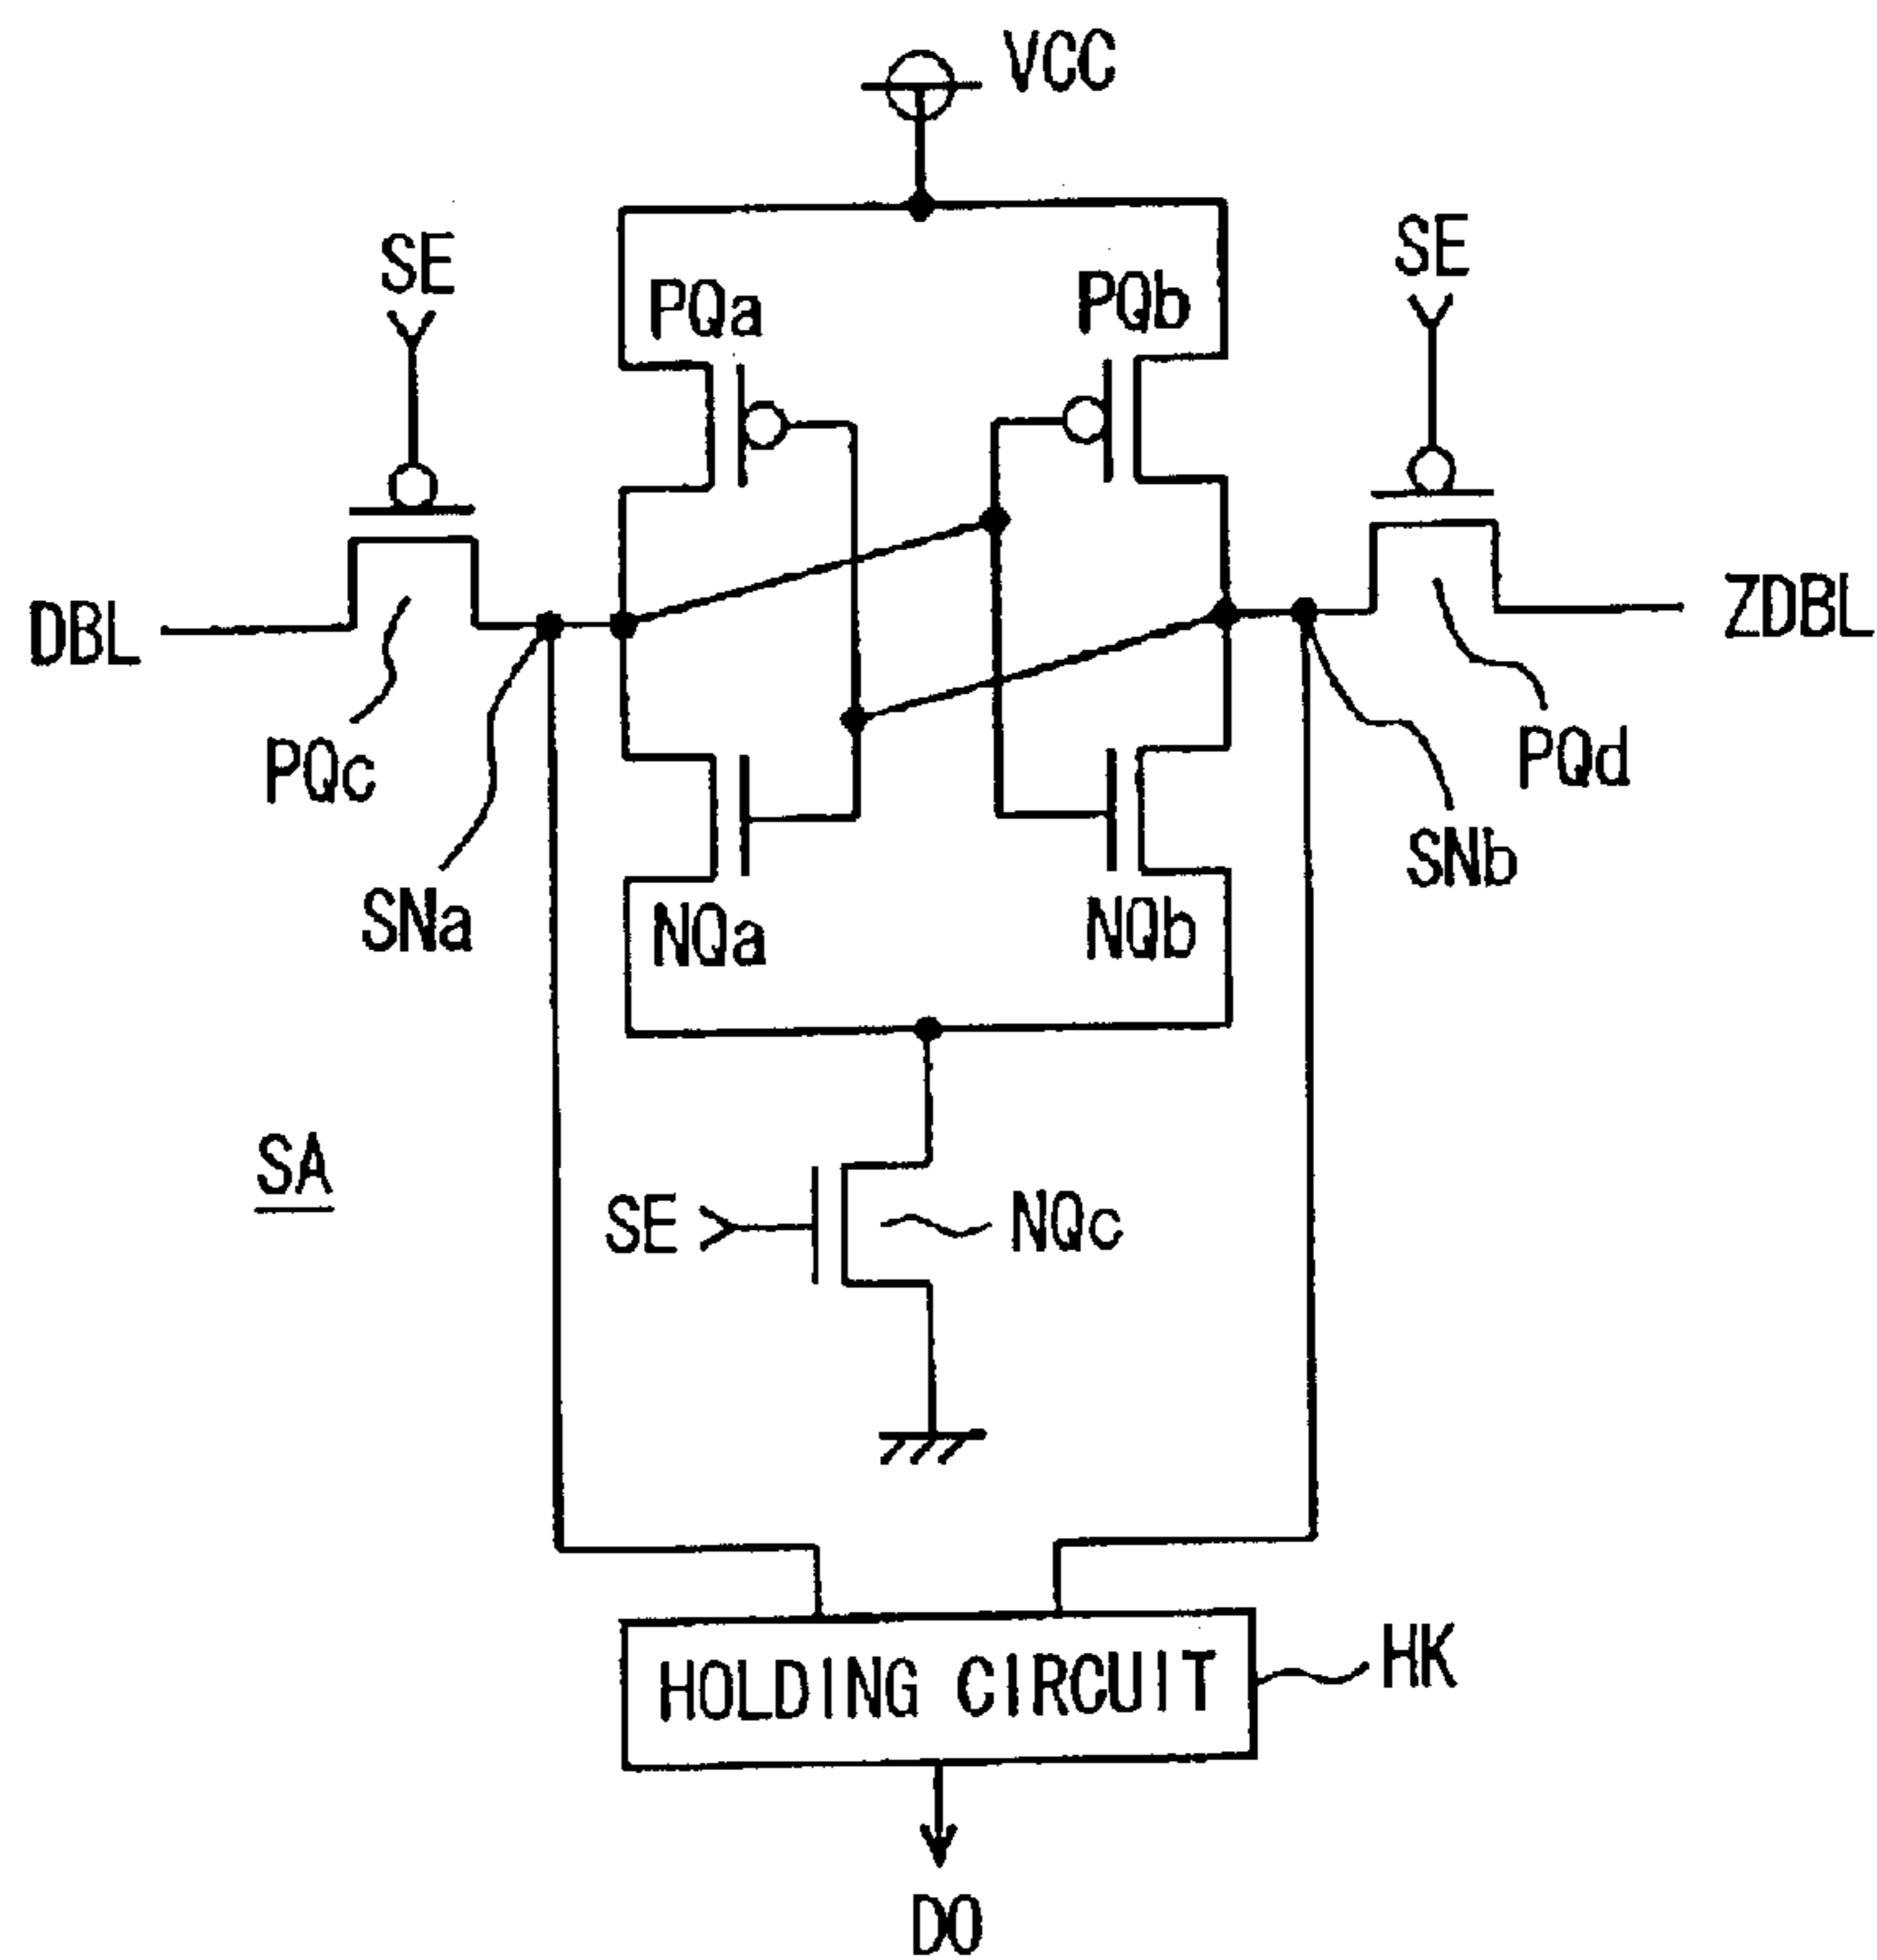 VCC
SE
SE
PQa
PQb
DBL
ZDBL
PQc
PQd
SNa
SNb
NQa
NQb
SA
SE
NQc
HOLDING CIRCUIT
HK
DO